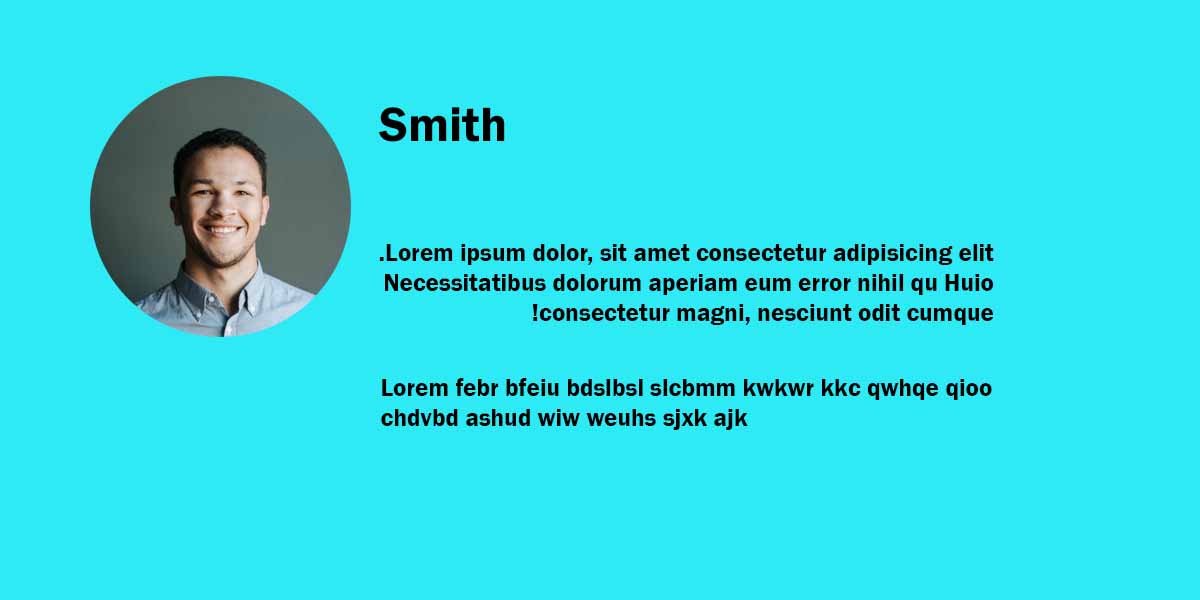 Smith
.Lorem ipsum dolor, sit amet consectetur adipisicing elit
Necessitatibus dolorum aperiam eum error nihil qu Huio
!consectetur magni, nesciunt odit cumque
Lorem febr bfeiu bdslbsl slcbmm kwkwr kkc qwhqe qioo
chdvbd ashud wiw weuhs sjxk ajk